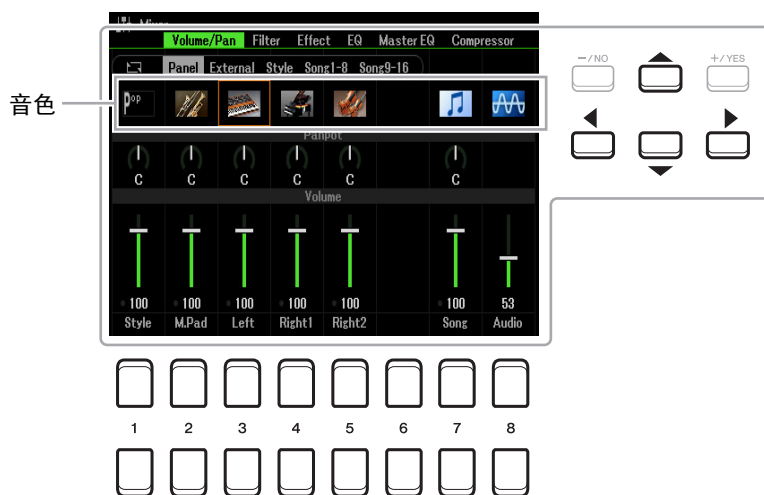 Mixer
Volume/Pan Filter Effect EQ Master EQ Compressor
Panel External Style Song1-8 Song9-16
音色
Pop
Panpot
C C C C C C
Volume
100 100 100 100 100 100 53
Style M.Pad Left Right1 Right2 Song Audio
-/NO +/YES
1 2 3 4 5 6 7 8